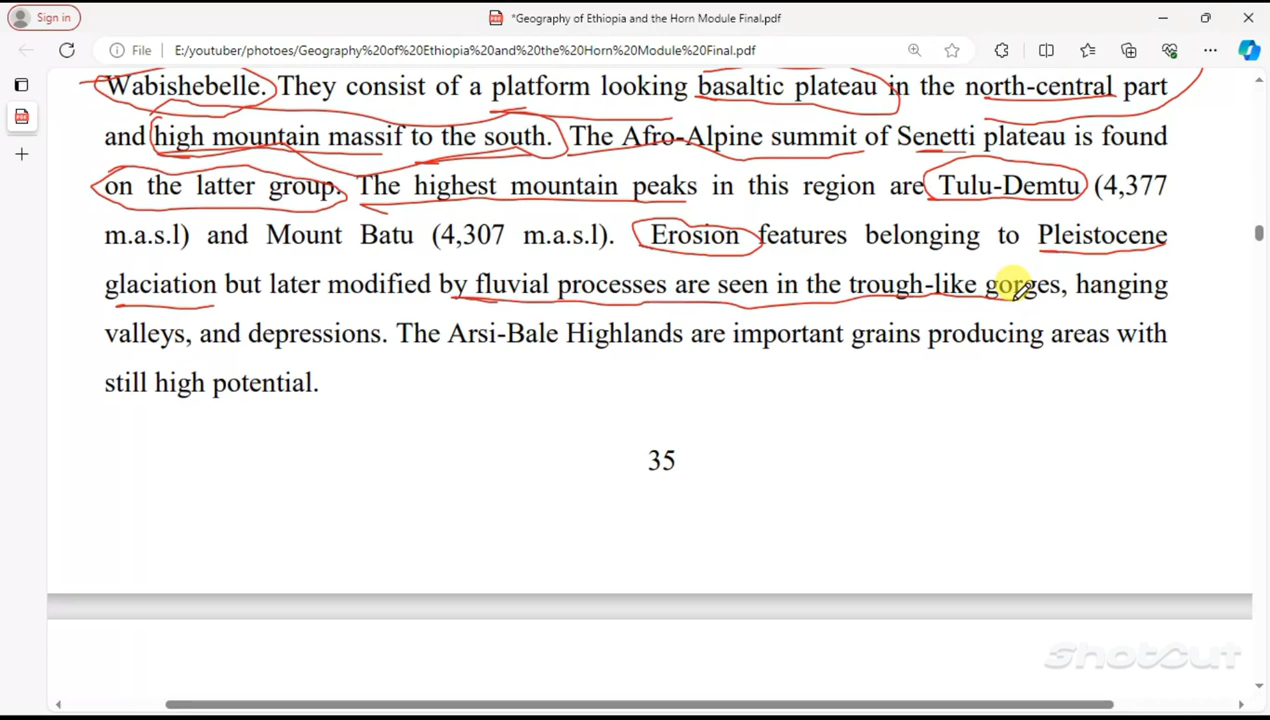 Sign in
*Geography of Ethiopia and the Horn Module Final.pdf
File
E:/youtuber/photoes/Geography%20of%20Ethiopia%20and%20the%20Horn%20Module%20Final.pdf
Wabishebelle. They consist of a platform looking basaltic plateau in the north-central part
and high mountain massif to the south. The Afro-Alpine summit of Senetti plateau is found
on the latter group. The highest mountain peaks in this region are Tulu-Demtu (4,377
m.a.s.l) and Mount Batu (4,307 m.a.s.l). Erosion features belonging to Pleistocene
glaciation but later modified by fluvial processes are seen in the trough-like gorges, hanging
valleys, and depressions. The Arsi-Bale Highlands are important grains producing areas with
still high potential.
35
SHOTCUT